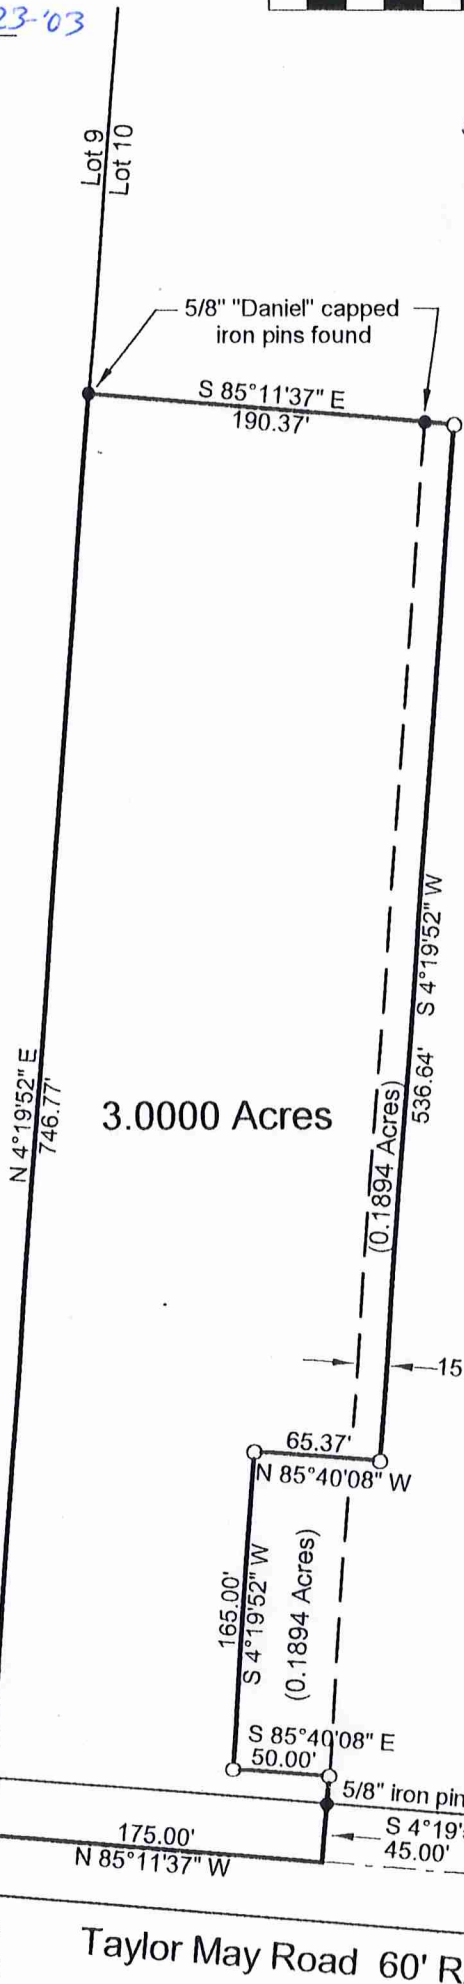 23-'03
Lot 9
Lot 10
5/8" "Daniel" capped
iron pins found
S 85°11'37" E
190.37'
N 4°19'52" E
746.77'
3.0000 Acres
536.64' S 4°19'52" W
(0.1894 Acres)
15
65.37'
N 85°40'08" W
165.00'
S 4°19'52" W
(0.1894 Acres)
S 85°40'08" E
50.00'
5/8" iron pin
S 4°19'
45.00'
175.00'
N 85°11'37" W
Taylor May Road 60' R